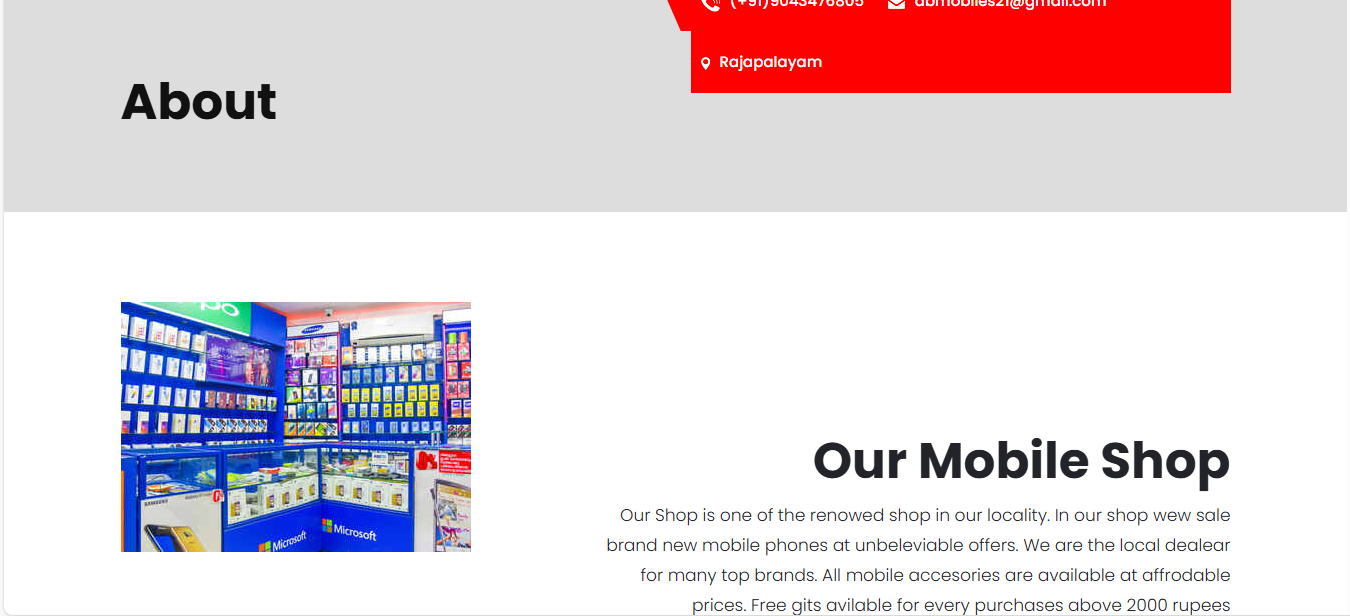 (+91)9043476805 abmobiles21@gmail.com
Rajapalayam
About
SAMSUNG
Microsoft
Microsoft
0%
Our Mobile Shop
Our Shop is one of the renowed shop in our locality. In our shop wew sale
brand new mobile phones at unbeleviable offers. We are the local dealear
for many top brands. All mobile accesories are available at affrodable
prices. Free gits avilable for every purchases above 2000 rupees